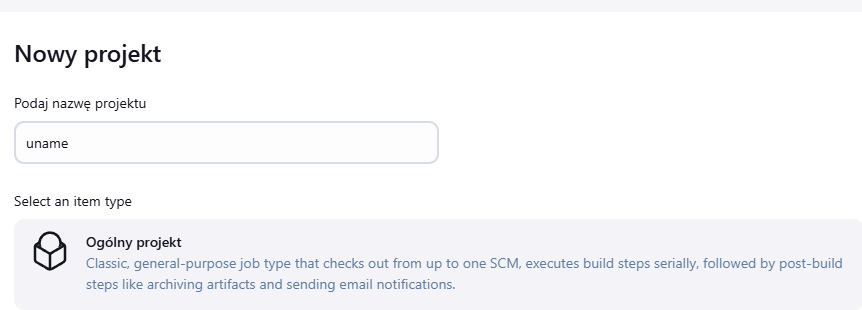 Nowy projekt
Podaj nazwę projektu
uname
Select an item type
Ogólny projekt
Classic, general-purpose job type that checks out from up to one SCM, executes build steps serially, followed by post-build
steps like archiving artifacts and sending email notifications.